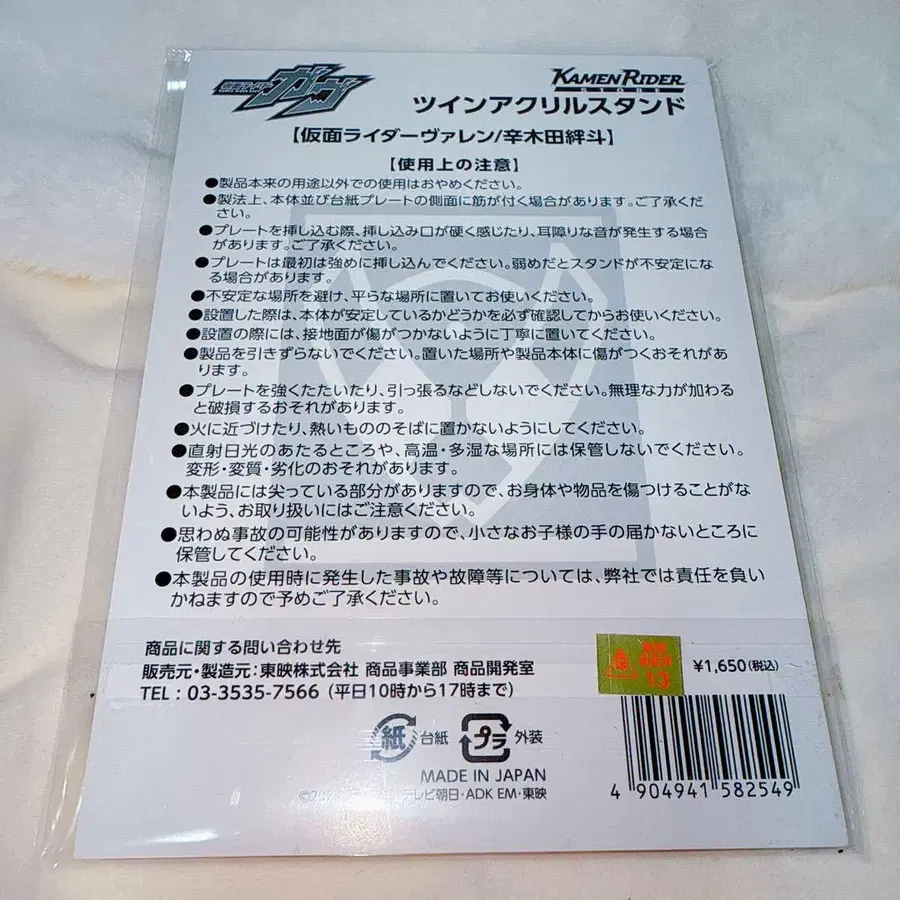 仮面ライダー
ガヴ
KAMEN RIDER
STORE
ツインアクリルスタンド
【仮面ライダーヴァレン/辛木田絆斗】
【使用上の注意】
●製品本来の用途以外での使用はおやめください。
●製法上、本体並び台紙プレートの側面に筋が付く場合があります。ご了承くだ
さい。
●プレートを挿し込む際、挿し込み口が硬く感じたり、耳障りな音が発生する場合
があります。ご了承ください。
●プレートは最初は強めに挿し込んでください。弱めだとスタンドが不安定にな
る場合があります。
●不安定な場所を避け、平らな場所に置いてお使いください。
●設置した際は、本体が安定しているかどうかを必ず確認してからお使いください。
●設置の際には、接地面が傷がつかないように丁寧に置いてください。
●製品を引きずらないでください。置いた場所や製品本体に傷がつくおそれがあ
ります。
●プレートを強くたたいたり、引っ張るなどしないでください。無理な力が加わる
と破損するおそれがあります。
●火に近づけたり、熱いもののそばに置かないようにしてください。
●直射日光のあたるところや、高温・多湿な場所には保管しないでください。
変形・変質・劣化のおそれがあります。
●本製品には尖っている部分がありますので、お身体や物品を傷つけることがな
いよう、お取り扱いにはご注意ください。
●思わぬ事故の可能性がありますので、小さなお子様の手の届かないところに
保管してください。
●本製品の使用時に発生した事故や故障等については、弊社では責任を負い
かねますので予めご了承ください。
商品に関する問い合わせ先
販売元・製造元:東映株式会社 商品事業部 商品開発室
TEL : 03-3535-7566 (平日10時から17時まで)
13
¥1,650(税込)
紙 台紙 プラ 外装
MADE IN JAPAN
テレビ朝日・ADK EM・東映
4 904941 582549